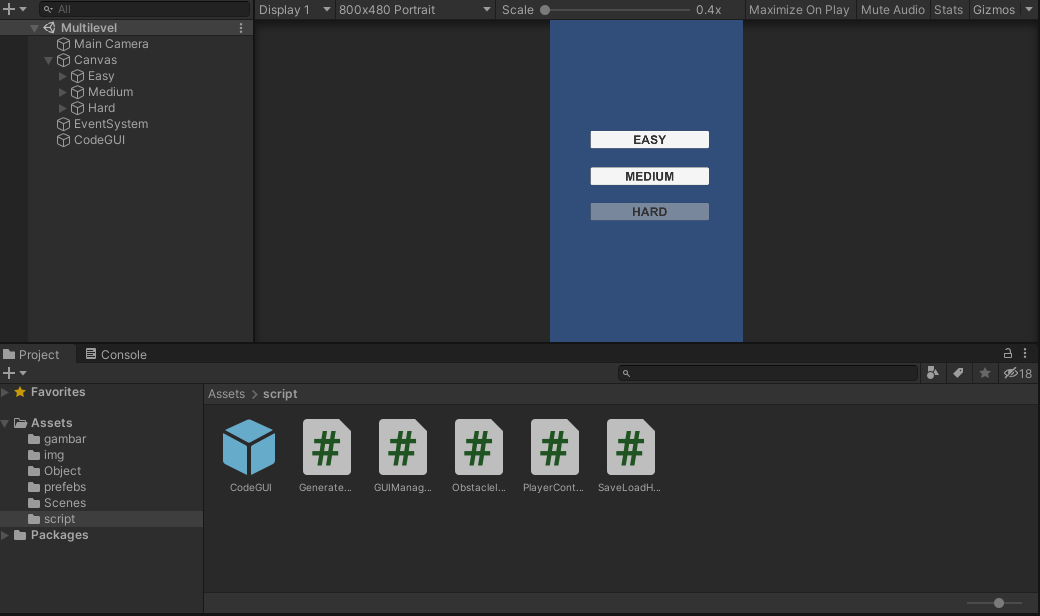 All
Display 1
800x480 Portrait
Scale
0.4x
Maximize On Play
Mute Audio
Stats
Gizmos
Multilevel
Main Camera
Canvas
Easy
Medium
Hard
EventSystem
CodeGUI
EASY
MEDIUM
HARD
Project
Console
18
Favorites
Assets
gambar
img
Object
prefebs
Scenes
script
Packages
Assets > script
CodeGUI
Generate...
GUIManag...
ObstacleI...
PlayerCont...
SaveLoadH...